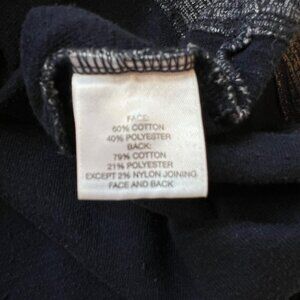 FACE:
60% COTTON
40% POLYESTER
BACK:
79% COTTON
21% POLYESTER
EXCEPT 2% NYLON JOINING
FACE AND BACK